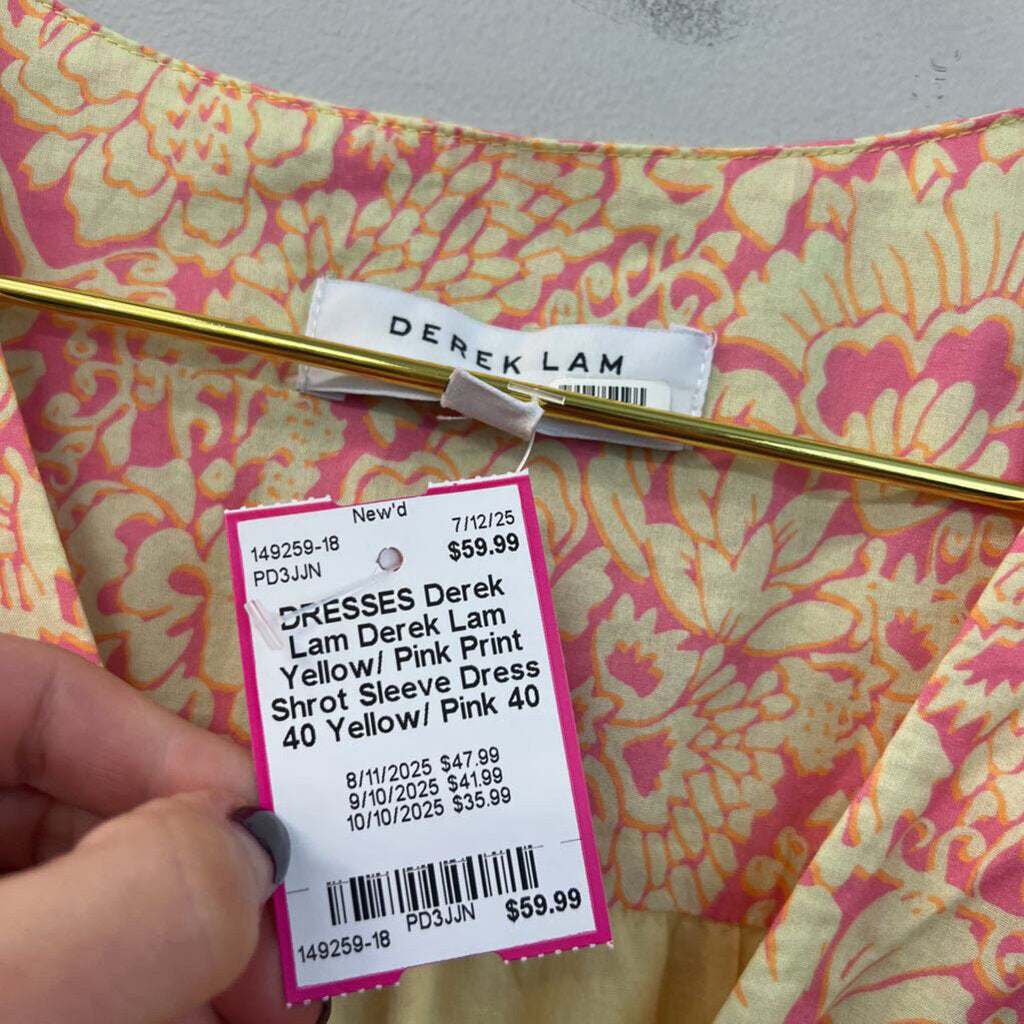 DEREK LAM
New'd
149259-18
7/12/25
PD3JJN
$59.99
DRESSES Derek
Lam Derek Lam
Yellow/ Pink Print
Shrot Sleeve Dress
40 Yellow/ Pink 40
8/11/2025 $47.99
9/10/2025 $41.99
10/10/2025 $35.99
149259-18
PD3JJN
$59.99